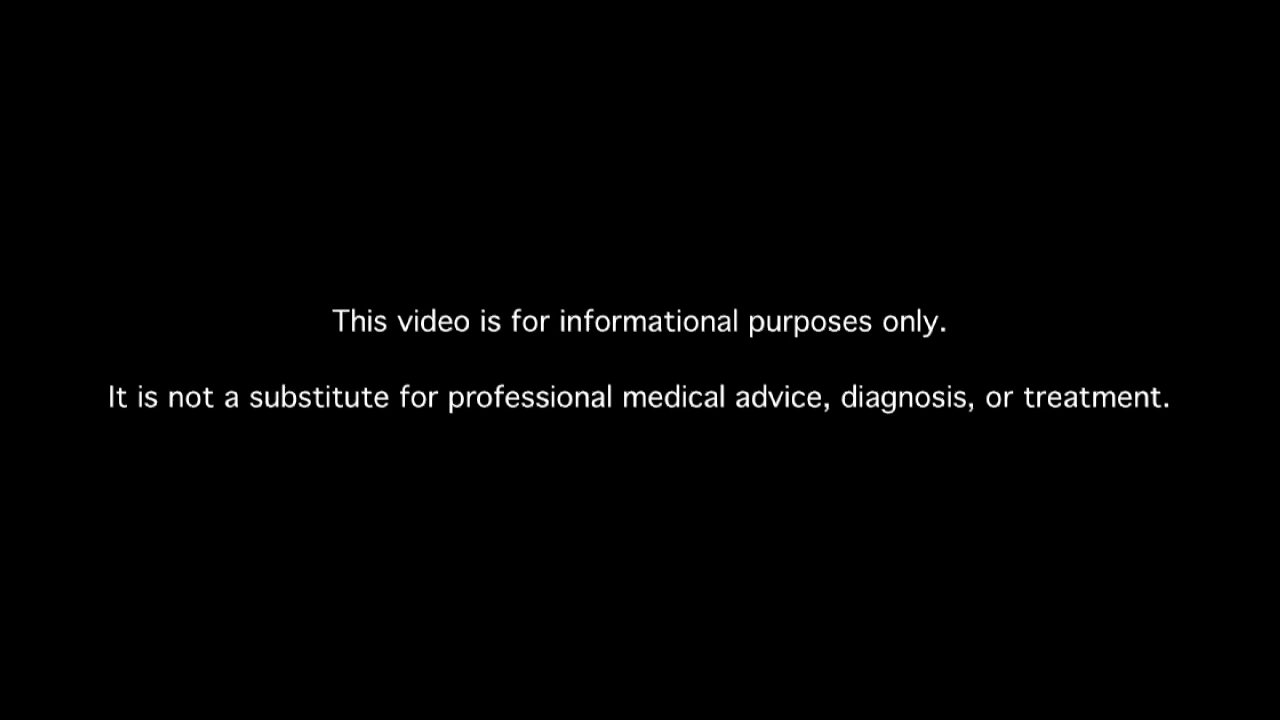 This video is for informational purposes only.
It is not a substitute for professional medical advice, diagnosis, or treatment.